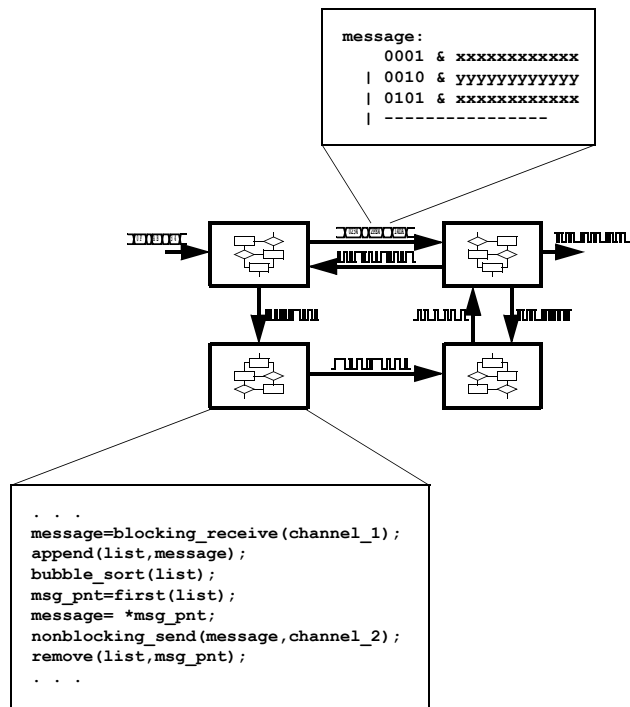 message:
0001 & xxxxxxxxxxxx
| 0010 & yyyyyyyyyyyy
| 0101 & xxxxxxxxxxxx
| ----------------
. . .
message=blocking_receive(channel_1);
append(list,message);
bubble_sort(list);
msg_pnt=first(list);
message= *msg_pnt;
nonblocking_send(message,channel_2);
remove(list,msg_pnt);
. . .